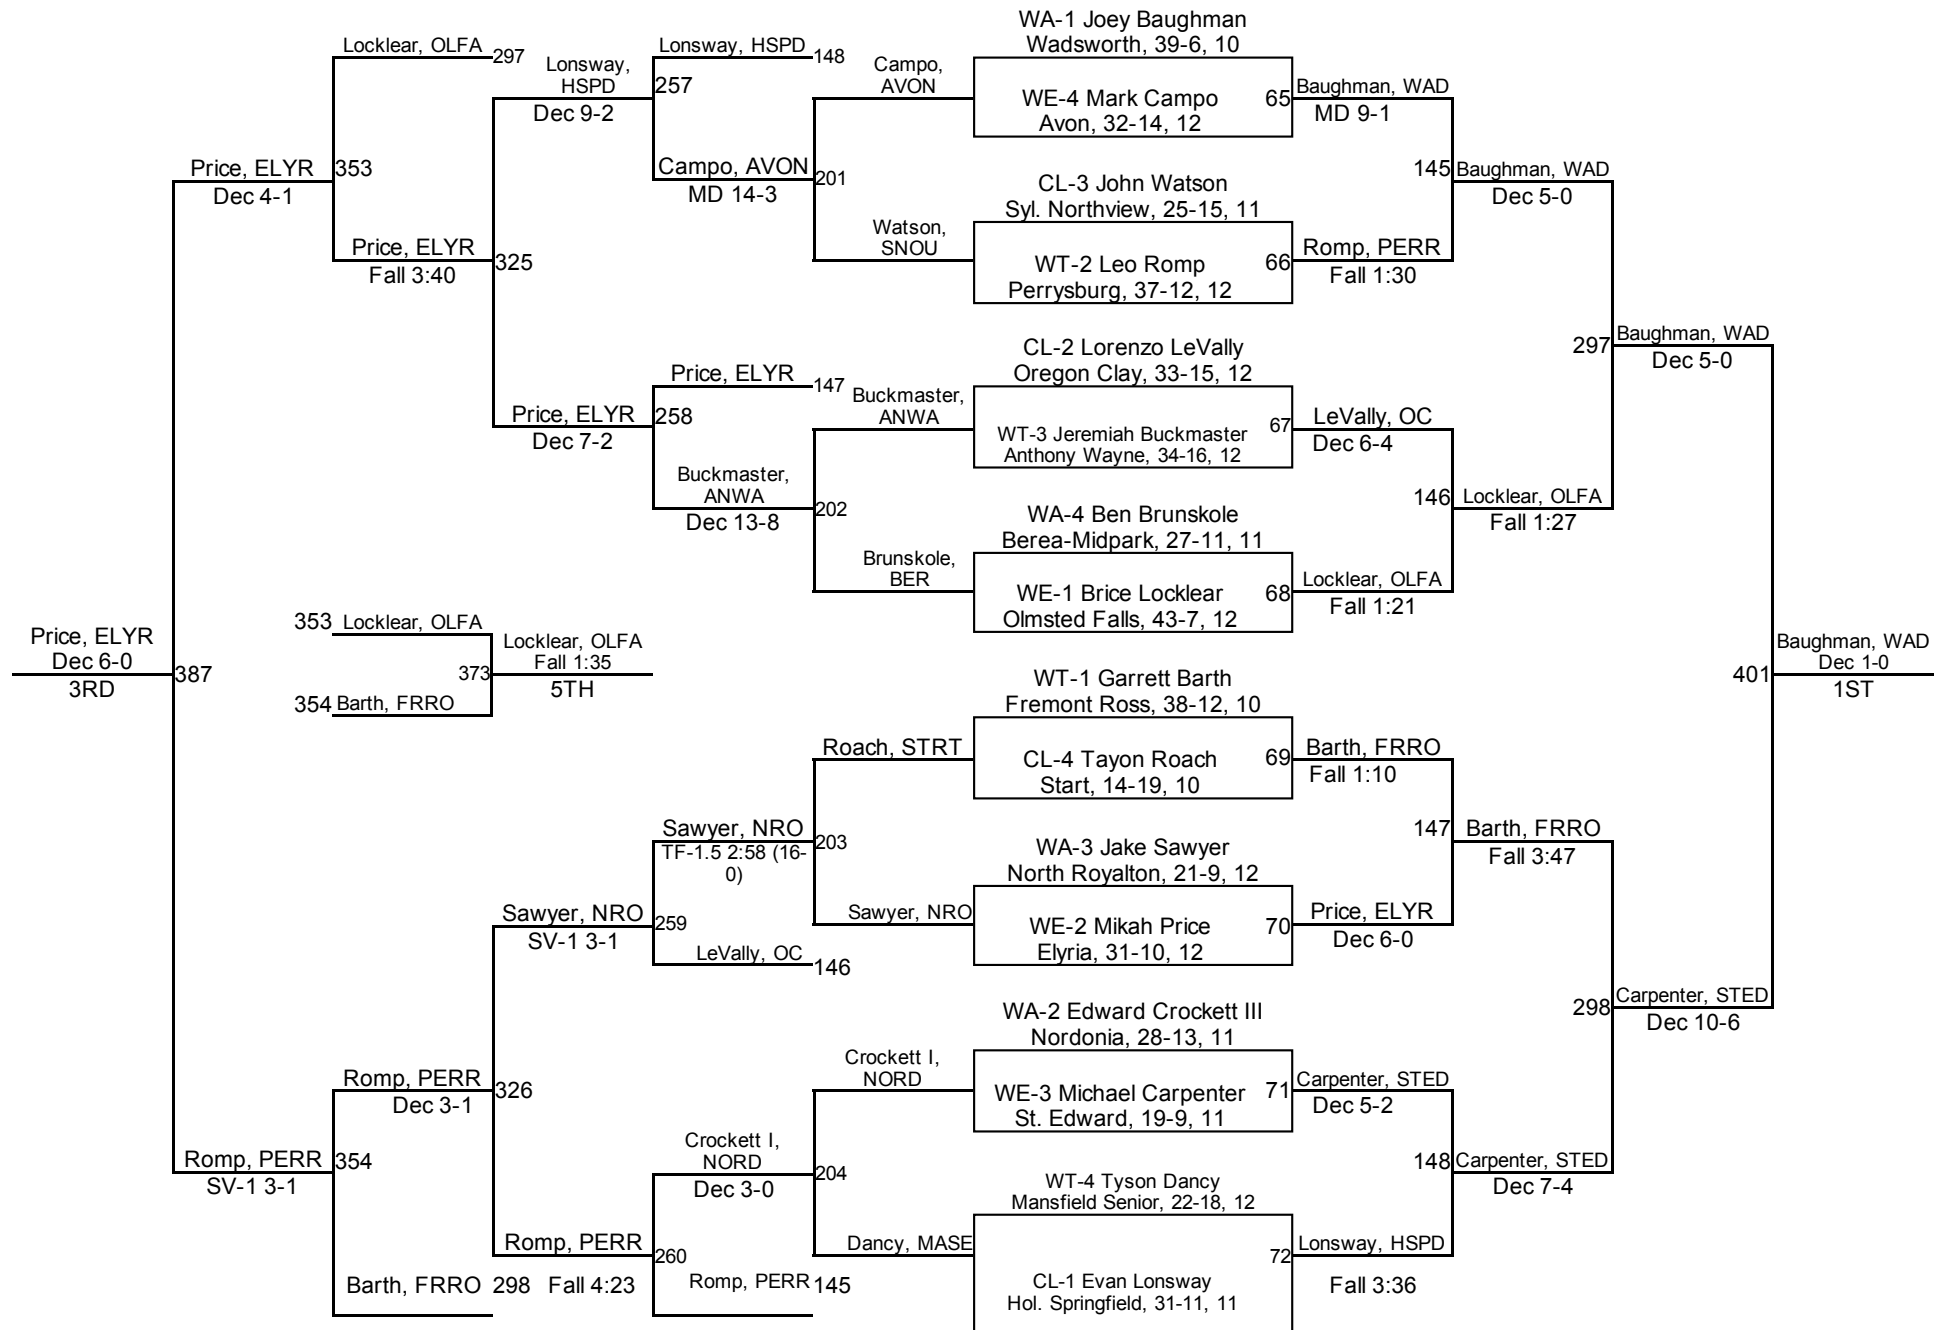 WA-1 Joey Baughman
Wadsworth, 39-6, 10
Locklear, OLFA
297
Lonsway, HSPD
148
Lonsway,
HSPD
257
Dec 9-2
Campo,
AVON
WE-4 Mark Campo
Avon, 32-14, 12
65
Baughman, WAD
MD 9-1
Price, ELYR
353
Dec 4-1
Campo, AVON
201
MD 14-3
145
Baughman, WAD
Dec 5-0
CL-3 John Watson
Syl. Northview, 25-15, 11
Price, ELYR
325
Fall 3:40
Watson,
SNOU
WT-2 Leo Romp
Perrysburg, 37-12, 12
66
Romp, PERR
Fall 1:30
297
Baughman, WAD
Dec 5-0
CL-2 Lorenzo LeVally
Oregon Clay, 33-15, 12
Price, ELYR
147
Price, ELYR
258
Dec 7-2
Buckmaster,
ANWA
WT-3 Jeremiah Buckmaster
Anthony Wayne, 34-16, 12
67
LeVally, OC
Dec 6-4
Buckmaster,
ANWA
202
Dec 13-8
146
Locklear, OLFA
Fall 1:27
WA-4 Ben Brunskole
Berea-Midpark, 27-11, 11
Brunskole,
BER
WE-1 Brice Locklear
Olmsted Falls, 43-7, 12
68
Locklear, OLFA
Fall 1:21
353
Locklear, OLFA
Price, ELYR
Dec 6-0
387
3RD
373
Locklear, OLFA
Fall 1:35
5TH
354
Barth, FRRO
401
Baughman, WAD
Dec 1-0
1ST
WT-1 Garrett Barth
Fremont Ross, 38-12, 10
Roach, STRT
CL-4 Tayon Roach
Start, 14-19, 10
69
Barth, FRRO
Fall 1:10
Sawyer, NRO
203
TF-1.5 2:58 (16-
0)
147
Barth, FRRO
Fall 3:47
WA-3 Jake Sawyer
North Royalton, 21-9, 12
Sawyer, NRO
259
SV-1 3-1
Sawyer, NRO
WE-2 Mikah Price
Elyria, 31-10, 12
70
Price, ELYR
Dec 6-0
LeVally, OC
146
298
Carpenter, STED
Dec 10-6
WA-2 Edward Crockett III
Nordonia, 28-13, 11
Romp, PERR
326
Dec 3-1
Crockett I,
NORD
WE-3 Michael Carpenter
St. Edward, 19-9, 11
71
Carpenter, STED
Dec 5-2
Romp, PERR
354
SV-1 3-1
Crockett I,
NORD
204
Dec 3-0
148
Carpenter, STED
Dec 7-4
WT-4 Tyson Dancy
Mansfield Senior, 22-18, 12
Romp, PERR
260
Fall 4:23
Dancy, MASE
CL-1 Evan Lonsway
Hol. Springfield, 31-11, 11
72
Lonsway, HSPD
Fall 3:36
Barth, FRRO
298
Romp, PERR
145